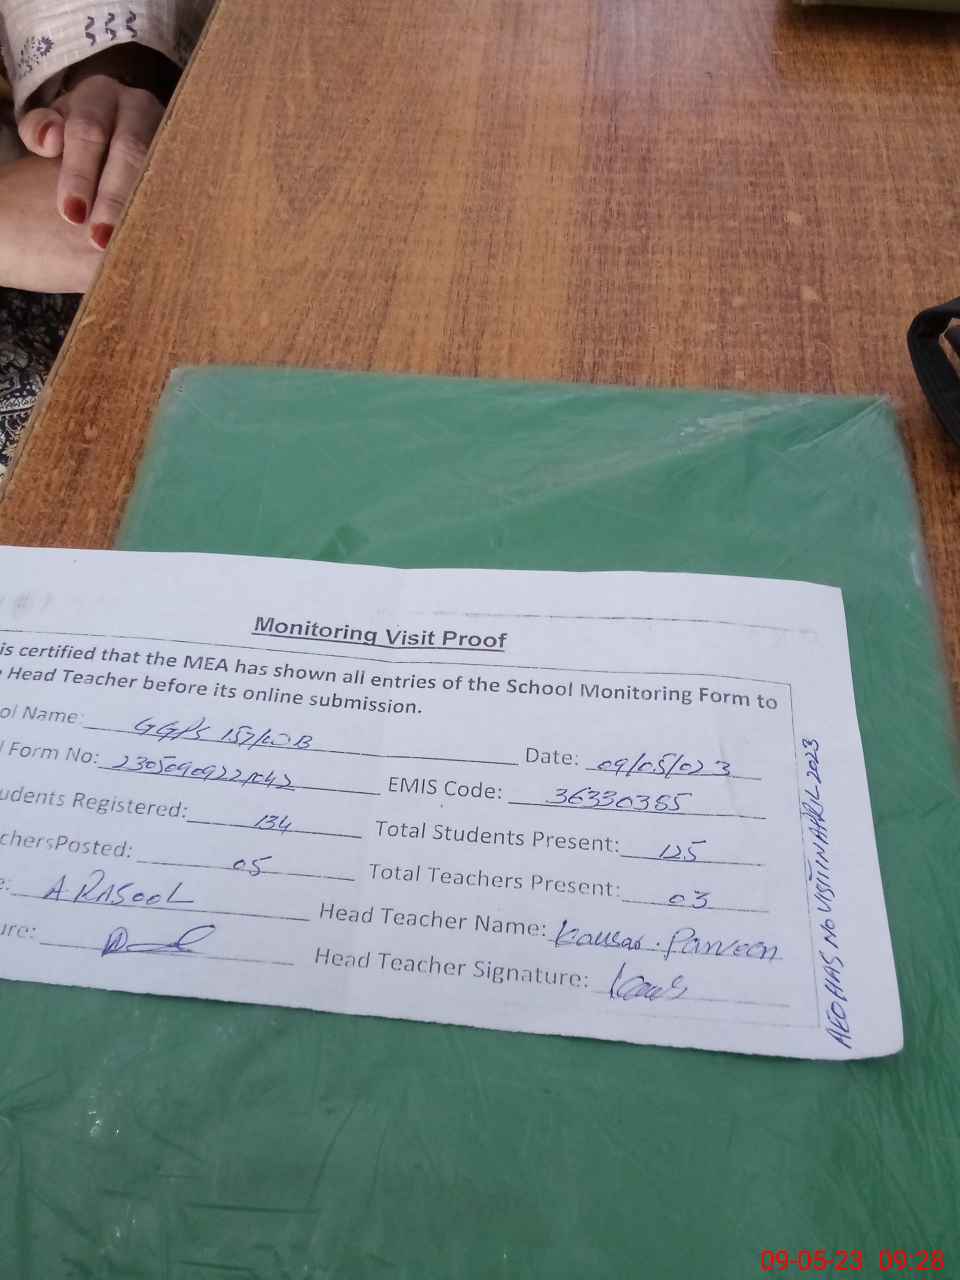 Monitoring Visit Proof
is certified that the MEA has shown all entries of the School Monitoring Form to
Head Teacher before its online submission.
ol Name: GGPS 157/WB Date: 09/05/023
Form No: 2305090922 EMIS Code: 36330355
udents Registered: 134 Total Students Present: 125
chersPosted: 05 Total Teachers Present: 03
e: A RASOOL Head Teacher Name: Kausar Parveen
ure: Head Teacher Signature:
AEO HAS NO VISIT IN APRIL 2023
09-05-23 09:28